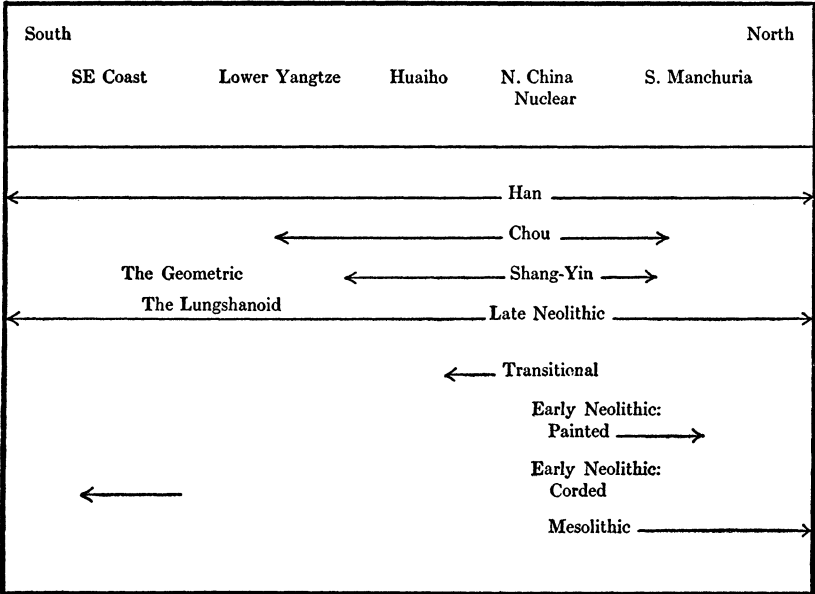 South North
SE Coast Lower Yangtze Huaiho N. China S. Manchuria
Nuclear
Han
Chou
The Geometric Shang-Yin
The Lungshanoid
Late Neolithic
Transitional
Early Neolithic:
Painted
Early Neolithic:
Corded
Mesolithic